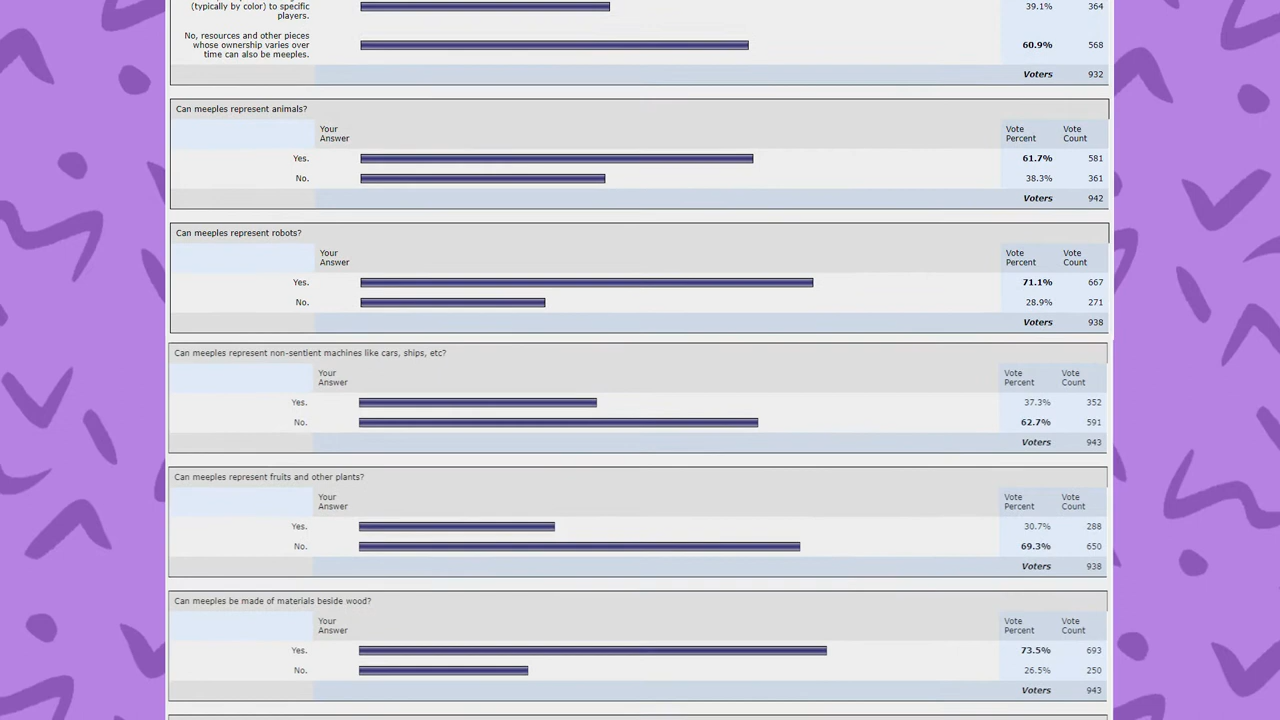 (typically by color) to specific
players.
39.1% 364
No, resources and other pieces
whose ownership varies over
time can also be meeples.
60.9% 568
Voters 932
Can meeples represent animals?
Your
Answer
Vote
Percent
Vote
Count
Yes. 61.7% 581
No. 38.3% 361
Voters 942
Can meeples represent robots?
Your
Answer
Vote
Percent
Vote
Count
Yes. 71.1% 667
No. 28.9% 271
Voters 938
Can meeples represent non-sentient machines like cars, ships, etc?
Your
Answer
Vote
Percent
Vote
Count
Yes. 37.3% 352
No. 62.7% 591
Voters 943
Can meeples represent fruits and other plants?
Your
Answer
Vote
Percent
Vote
Count
Yes. 30.7% 288
No. 69.3% 650
Voters 938
Can meeples be made of materials beside wood?
Your
Answer
Vote
Percent
Vote
Count
Yes. 73.5% 693
No. 26.5% 250
Voters 943